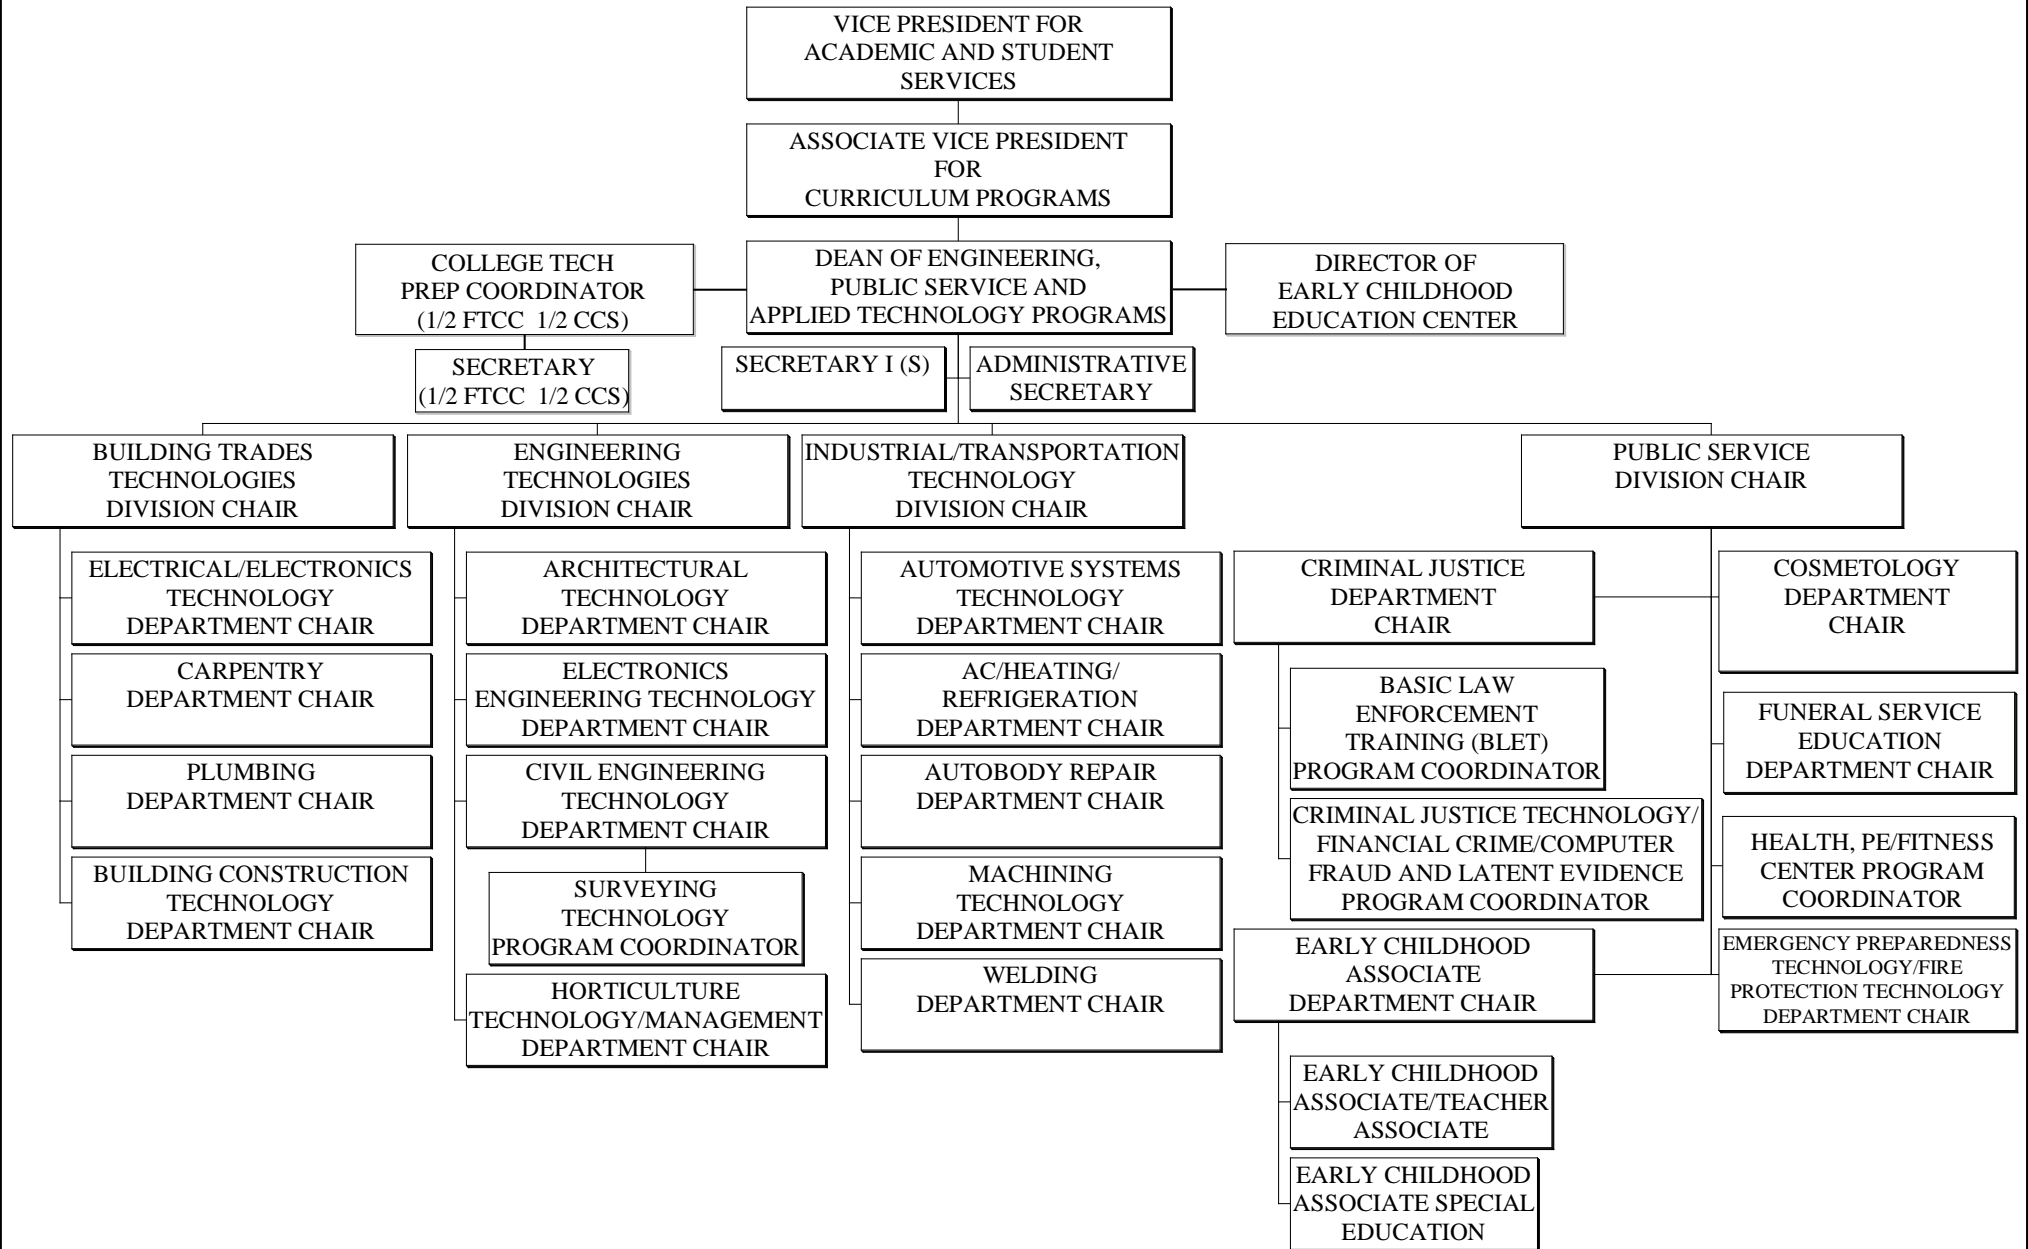 VICE PRESIDENT FOR
ACADEMIC AND STUDENT
SERVICES
ASSOCIATE VICE PRESIDENT
FOR
CURRICULUM PROGRAMS
COLLEGE TECH
PREP COORDINATOR
(1/2 FTCC 1/2 CCS)
DEAN OF ENGINEERING,
PUBLIC SERVICE AND
APPLIED TECHNOLOGY PROGRAMS
DIRECTOR OF
EARLY CHILDHOOD
EDUCATION CENTER
SECRETARY
(1/2 FTCC 1/2 CCS)
SECRETARY I (S)
ADMINISTRATIVE
SECRETARY
BUILDING TRADES
TECHNOLOGIES
DIVISION CHAIR
ELECTRICAL/ELECTRONICS
TECHNOLOGY
DEPARTMENT CHAIR
CARPENTRY
DEPARTMENT CHAIR
PLUMBING
DEPARTMENT CHAIR
BUILDING CONSTRUCTION
TECHNOLOGY
DEPARTMENT CHAIR
ENGINEERING
TECHNOLOGIES
DIVISION CHAIR
ARCHITECTURAL
TECHNOLOGY
DEPARTMENT CHAIR
ELECTRONICS
ENGINEERING TECHNOLOGY
DEPARTMENT CHAIR
CIVIL ENGINEERING
TECHNOLOGY
DEPARTMENT CHAIR
SURVEYING
TECHNOLOGY
PROGRAM COORDINATOR
HORTICULTURE
TECHNOLOGY/MANAGEMENT
DEPARTMENT CHAIR
INDUSTRIAL/TRANSPORTATION
TECHNOLOGY
DIVISION CHAIR
AUTOMOTIVE SYSTEMS
TECHNOLOGY
DEPARTMENT CHAIR
AC/HEATING/
REFRIGERATION
DEPARTMENT CHAIR
AUTOBODY REPAIR
DEPARTMENT CHAIR
MACHINING
TECHNOLOGY
DEPARTMENT CHAIR
WELDING
DEPARTMENT CHAIR
PUBLIC SERVICE
DIVISION CHAIR
CRIMINAL JUSTICE
DEPARTMENT
CHAIR
BASIC LAW
ENFORCEMENT
TRAINING (BLET)
PROGRAM COORDINATOR
CRIMINAL JUSTICE TECHNOLOGY/
FINANCIAL CRIME/COMPUTER
FRAUD AND LATENT EVIDENCE
PROGRAM COORDINATOR
EARLY CHILDHOOD
ASSOCIATE
DEPARTMENT CHAIR
EARLY CHILDHOOD
ASSOCIATE/TEACHER
ASSOCIATE
EARLY CHILDHOOD
ASSOCIATE SPECIAL
EDUCATION
COSMETOLOGY
DEPARTMENT
CHAIR
FUNERAL SERVICE
EDUCATION
DEPARTMENT CHAIR
HEALTH, PE/FITNESS
CENTER PROGRAM
COORDINATOR
EMERGENCY PREPAREDNESS
TECHNOLOGY/FIRE
PROTECTION TECHNOLOGY
DEPARTMENT CHAIR